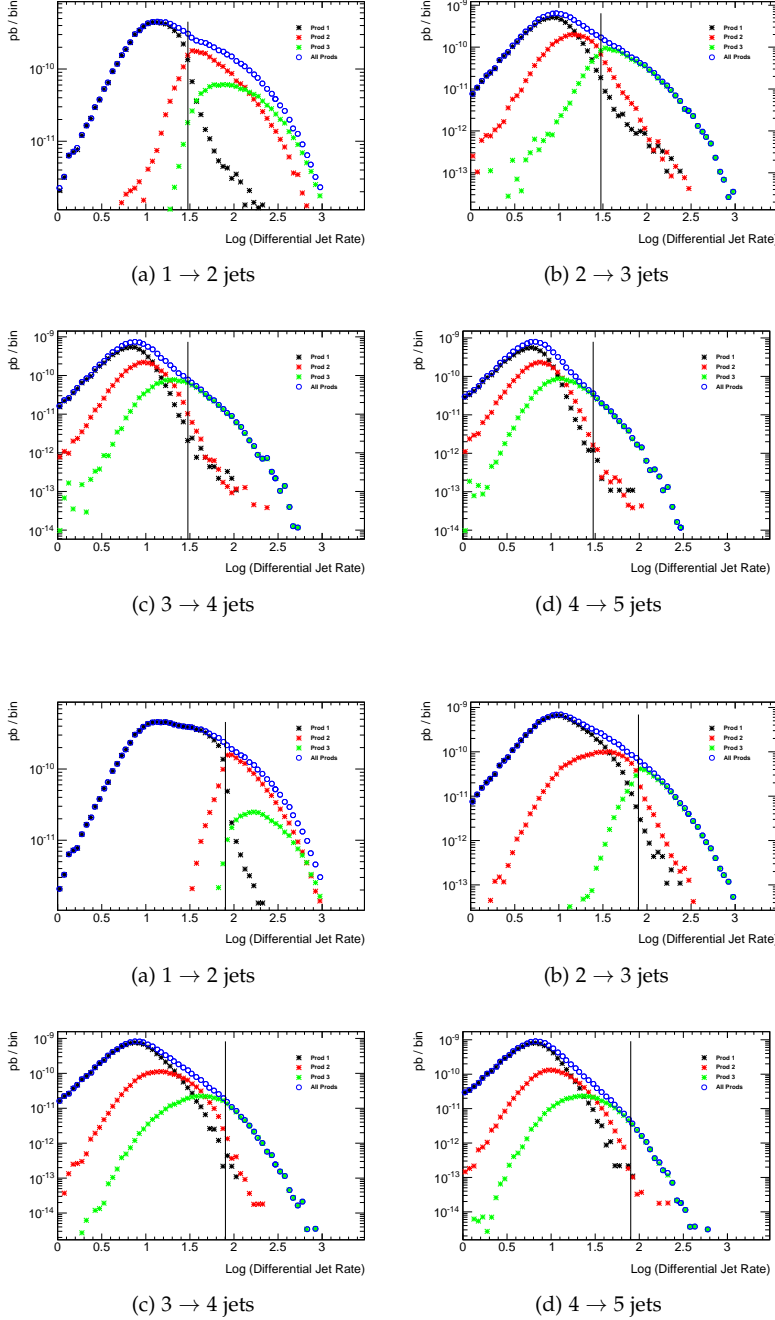 pb / bin
10⁻¹⁰
10⁻¹¹
Prod 1
Prod 2
Prod 3
All Prods
0 0.5 1 1.5 2 2.5 3
Log (Differential Jet Rate)
(a) 1 → 2 jets
pb / bin
10⁻⁹
10⁻¹⁰
10⁻¹¹
10⁻¹²
10⁻¹³
Prod 1
Prod 2
Prod 3
All Prods
0 0.5 1 1.5 2 2.5 3
Log (Differential Jet Rate)
(b) 2 → 3 jets
pb / bin
10⁻⁹
10⁻¹⁰
10⁻¹¹
10⁻¹²
10⁻¹³
10⁻¹⁴
Prod 1
Prod 2
Prod 3
All Prods
0 0.5 1 1.5 2 2.5 3
Log (Differential Jet Rate)
(c) 3 → 4 jets
pb / bin
10⁻⁹
10⁻¹⁰
10⁻¹¹
10⁻¹²
10⁻¹³
10⁻¹⁴
Prod 1
Prod 2
Prod 3
All Prods
0 0.5 1 1.5 2 2.5 3
Log (Differential Jet Rate)
(d) 4 → 5 jets
pb / bin
10⁻¹⁰
10⁻¹¹
Prod 1
Prod 2
Prod 3
All Prods
0 0.5 1 1.5 2 2.5 3
Log (Differential Jet Rate)
(a) 1 → 2 jets
pb / bin
10⁻⁹
10⁻¹⁰
10⁻¹¹
10⁻¹²
10⁻¹³
Prod 1
Prod 2
Prod 3
All Prods
0 0.5 1 1.5 2 2.5 3
Log (Differential Jet Rate)
(b) 2 → 3 jets
pb / bin
10⁻⁹
10⁻¹⁰
10⁻¹¹
10⁻¹²
10⁻¹³
10⁻¹⁴
Prod 1
Prod 2
Prod 3
All Prods
0 0.5 1 1.5 2 2.5 3
Log (Differential Jet Rate)
(c) 3 → 4 jets
pb / bin
10⁻⁹
10⁻¹⁰
10⁻¹¹
10⁻¹²
10⁻¹³
10⁻¹⁴
Prod 1
Prod 2
Prod 3
All Prods
0 0.5 1 1.5 2 2.5 3
Log (Differential Jet Rate)
(d) 4 → 5 jets